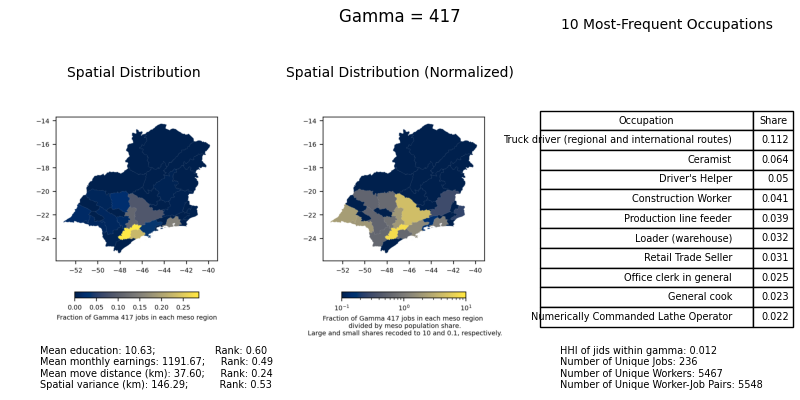 Gamma = 417
10 Most-Frequent Occupations
Spatial Distribution
Spatial Distribution (Normalized)
−14
−16
−18
−20
−22
−24
−52 −50 −48 −46 −44 −42 −40
0.00 0.05 0.10 0.15 0.20 0.25
Fraction of Gamma 417 jobs in each meso region
−14
−16
−18
−20
−22
−24
−52 −50 −48 −46 −44 −42 −40
10⁻¹ 10⁰ 10¹
Fraction of Gamma 417 jobs in each meso region
divided by meso population share.
Large and small shares recoded to 10 and 0.1, respectively.
Occupation Share
Truck driver (regional and international routes) 0.112
Ceramist 0.064
Driver's Helper 0.05
Construction Worker 0.041
Production line feeder 0.039
Loader (warehouse) 0.032
Retail Trade Seller 0.031
Office clerk in general 0.025
General cook 0.023
Numerically Commanded Lathe Operator 0.022
Mean education: 10.63; Rank: 0.60
Mean monthly earnings: 1191.67; Rank: 0.49
Mean move distance (km): 37.60; Rank: 0.24
Spatial variance (km): 146.29; Rank: 0.53
HHI of jids within gamma: 0.012
Number of Unique Jobs: 236
Number of Unique Workers: 5467
Number of Unique Worker-Job Pairs: 5548